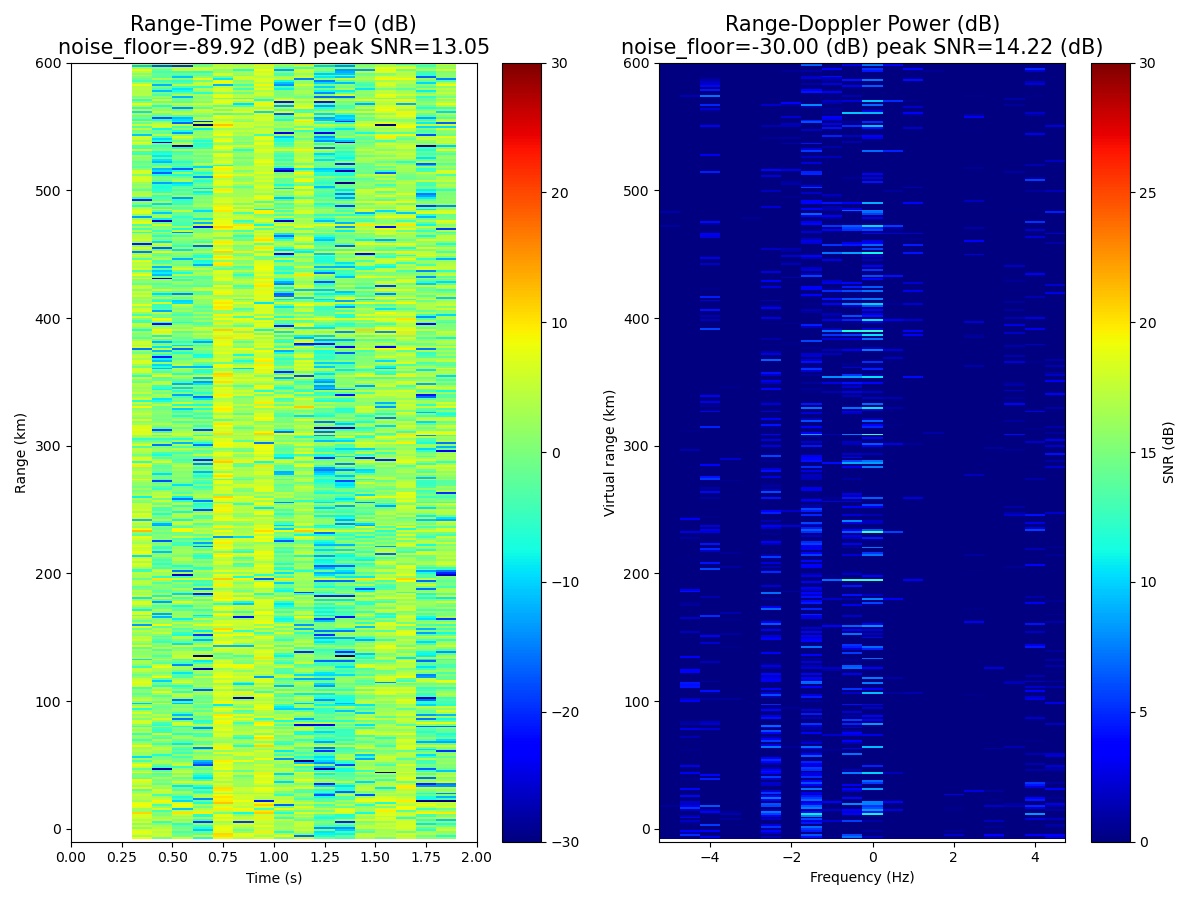 Range-Time Power f=0 (dB)
noise_floor=-89.92 (dB) peak SNR=13.05
600
500
400
300
200
100
0
Range (km)
0.00 0.25 0.50 0.75 1.00 1.25 1.50 1.75 2.00
Time (s)
30
20
10
0
−10
−20
−30
Range-Doppler Power (dB)
noise_floor=-30.00 (dB) peak SNR=14.22 (dB)
600
500
400
300
200
100
0
Virtual range (km)
−4 −2 0 2 4
Frequency (Hz)
30
25
20
15
10
5
0
SNR (dB)